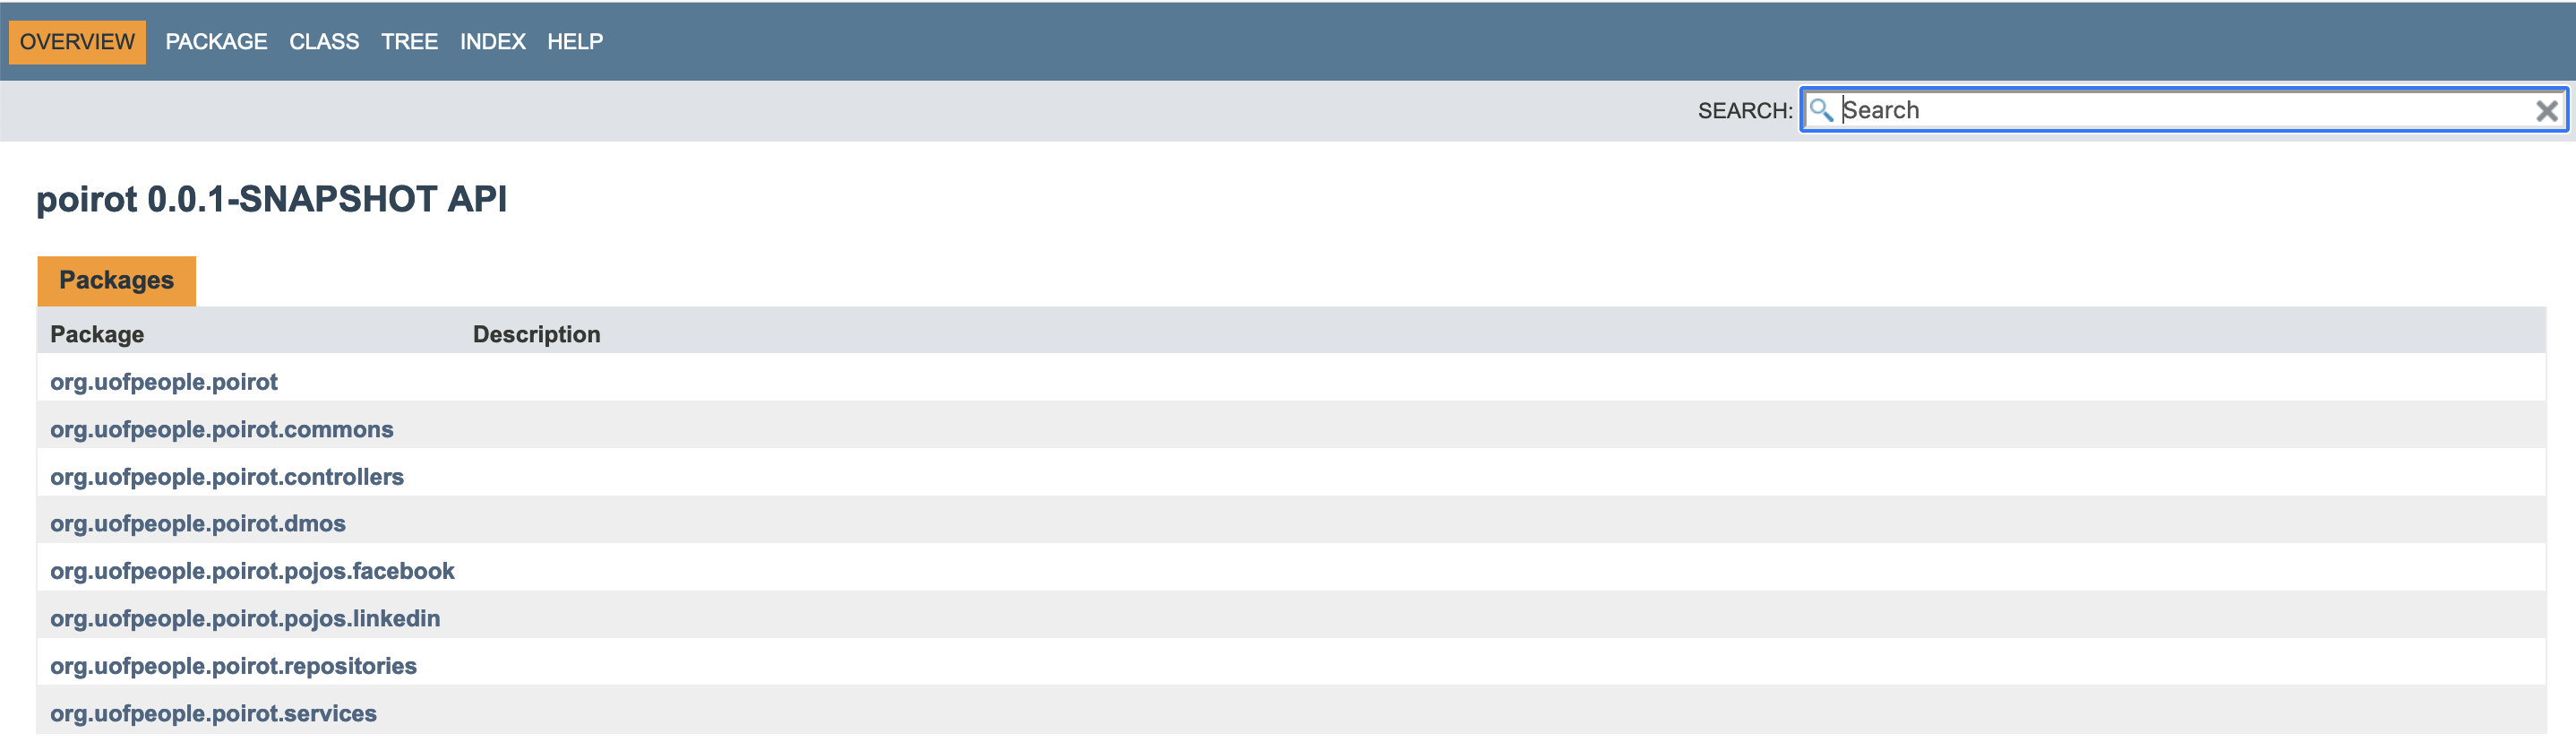 OVERVIEW PACKAGE CLASS TREE INDEX HELP
SEARCH: Search
poirot 0.0.1-SNAPSHOT API
Packages
Package Description
org.uofpeople.poirot
org.uofpeople.poirot.commons
org.uofpeople.poirot.controllers
org.uofpeople.poirot.dmos
org.uofpeople.poirot.pojos.facebook
org.uofpeople.poirot.pojos.linkedin
org.uofpeople.poirot.repositories
org.uofpeople.poirot.services